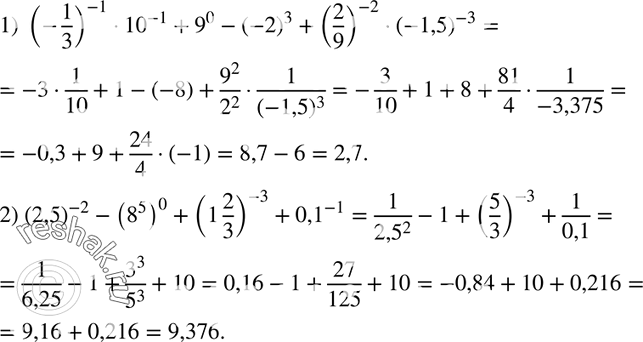 1) (-1/3)^{-1} · 10^{-1} + 9^0 - (-2)^3 + (2/9)^{-2} · (-1,5)^{-3} =
= -3 · 1/10 + 1 - (-8) + 9^2/2^2 · 1/(-1,5)^3 = -3/10 + 1 + 8 + 81/4 · 1/-3,375 =
= -0,3 + 9 + 24/4 · (-1) = 8,7 - 6 = 2,7.
2) (2,5)^{-2} - (8^5)^0 + (1 2/3)^{-3} + 0,1^{-1} = 1/2,5^2 - 1 + (5/3)^{-3} + 1/0,1 =
= 1/6,25 - 1 + 3^3/5^3 + 10 = 0,16 - 1 + 27/125 + 10 = -0,84 + 10 + 0,216 =
= 9,16 + 0,216 = 9,376.
reshak.ru